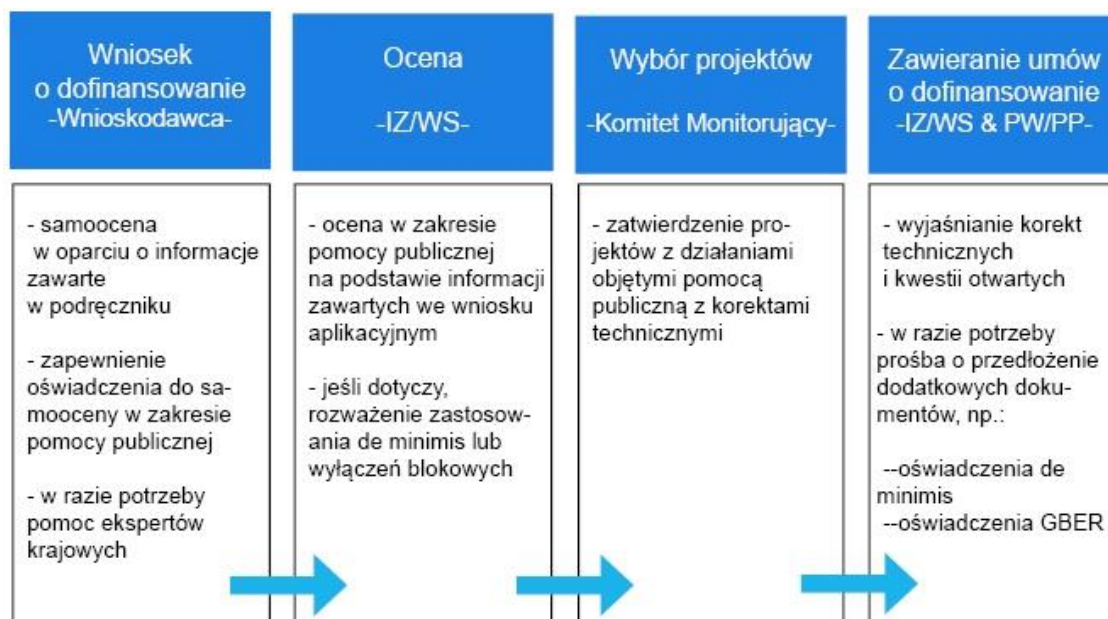 Wniosek
o dofinansowanie
-Wnioskodawca-
- samoocena
w oparciu o informacje
zawarte
w podręczniku
- zapewnienie
oświadczenia do sa-
mooceny w zakresie
pomocy publicznej
- w razie potrzeby
pomoc ekspertów
krajowych
Ocena
-IZ/WS-
- ocena w zakresie
pomocy publicznej
na podstawie informacji
zawartych we wniosku
aplikacyjnym
- jeśli dotyczy,
rozważenie zastosow-
ania de minimis lub
wyłączeń blokowych
Wybór projektów
-Komitet Monitorujący-
- zatwierdzenie pro-
jektów z działaniami
objętymi pomocą
publiczną z korektami
technicznymi
Zawieranie umów
o dofinansowanie
-IZ/WS & PW/PP-
- wyjaśnianie korekt
technicznych
i kwestii otwartych
- w razie potrzeby
prośba o przedłożenie
dodatkowych doku-
mentów, np.:
--oświadczenia de
minimis
--oświadczenia GBER